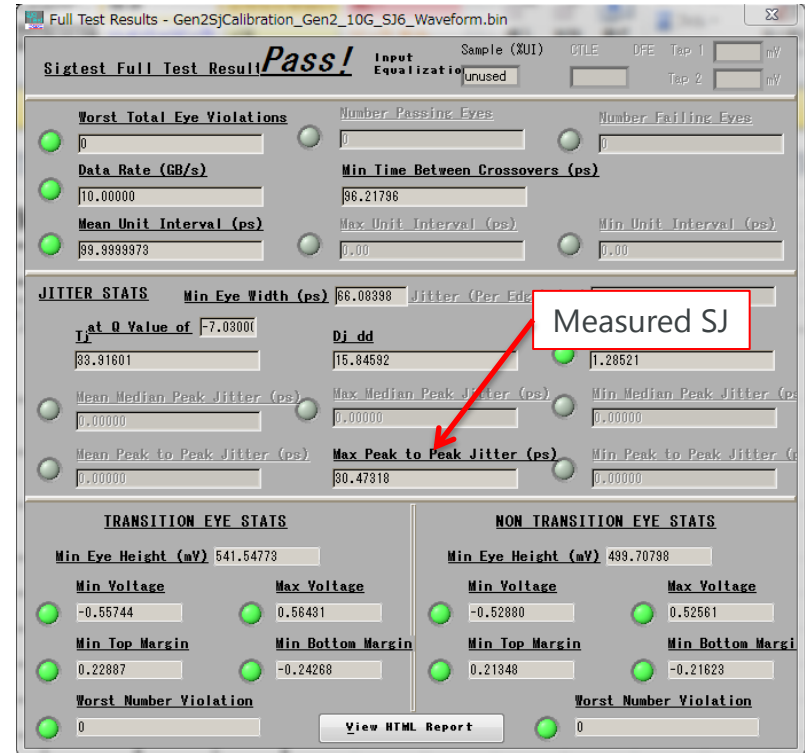 Full Test Results - Gen2SjCalibration_Gen2_10G_SJ6_Waveform.bin
Sigtest Full Test Result Pass! Input Equalizatio Sample (%UI) unused CTLE DFE Tap 1 mV
Tap 2 mV
Worst Total Eye Violations Number Passing Eyes Number Failing Eyes
0 0 0
Data Rate (GB/s) Min Time Between Crossovers (ps)
10.00000 96.21796
Mean Unit Interval (ps) Max Unit Interval (ps) Min Unit Interval (ps)
99.9999973 0.00 0.00
JITTER STATS Min Eye Width (ps) 66.08398 Jitter (Per Edg
Measured SJ
Tj at Q Value of -7.0300( Dj dd
33.91601 15.84592 1.28521
Mean Median Peak Jitter (ps) Max Median Peak Jitter (ps) Min Median Peak Jitter (ps
0.00000 0.00000 0.00000
Mean Peak to Peak Jitter (ps) Max Peak to Peak Jitter (ps) Min Peak to Peak Jitter (p
0.00000 30.47318 0.00000
TRANSITION EYE STATS
Min Eye Height (mV) 541.54773
Min Voltage Max Voltage
-0.55744 0.56431
Min Top Margin Min Bottom Margin
0.22887 -0.24268
Worst Number Violation
0
NON TRANSITION EYE STATS
Min Eye Height (mV) 499.70798
Min Voltage Max Voltage
-0.52880 0.52561
Min Top Margin Min Bottom Margi
0.21348 -0.21623
Worst Number Violation
0
View HTML Report